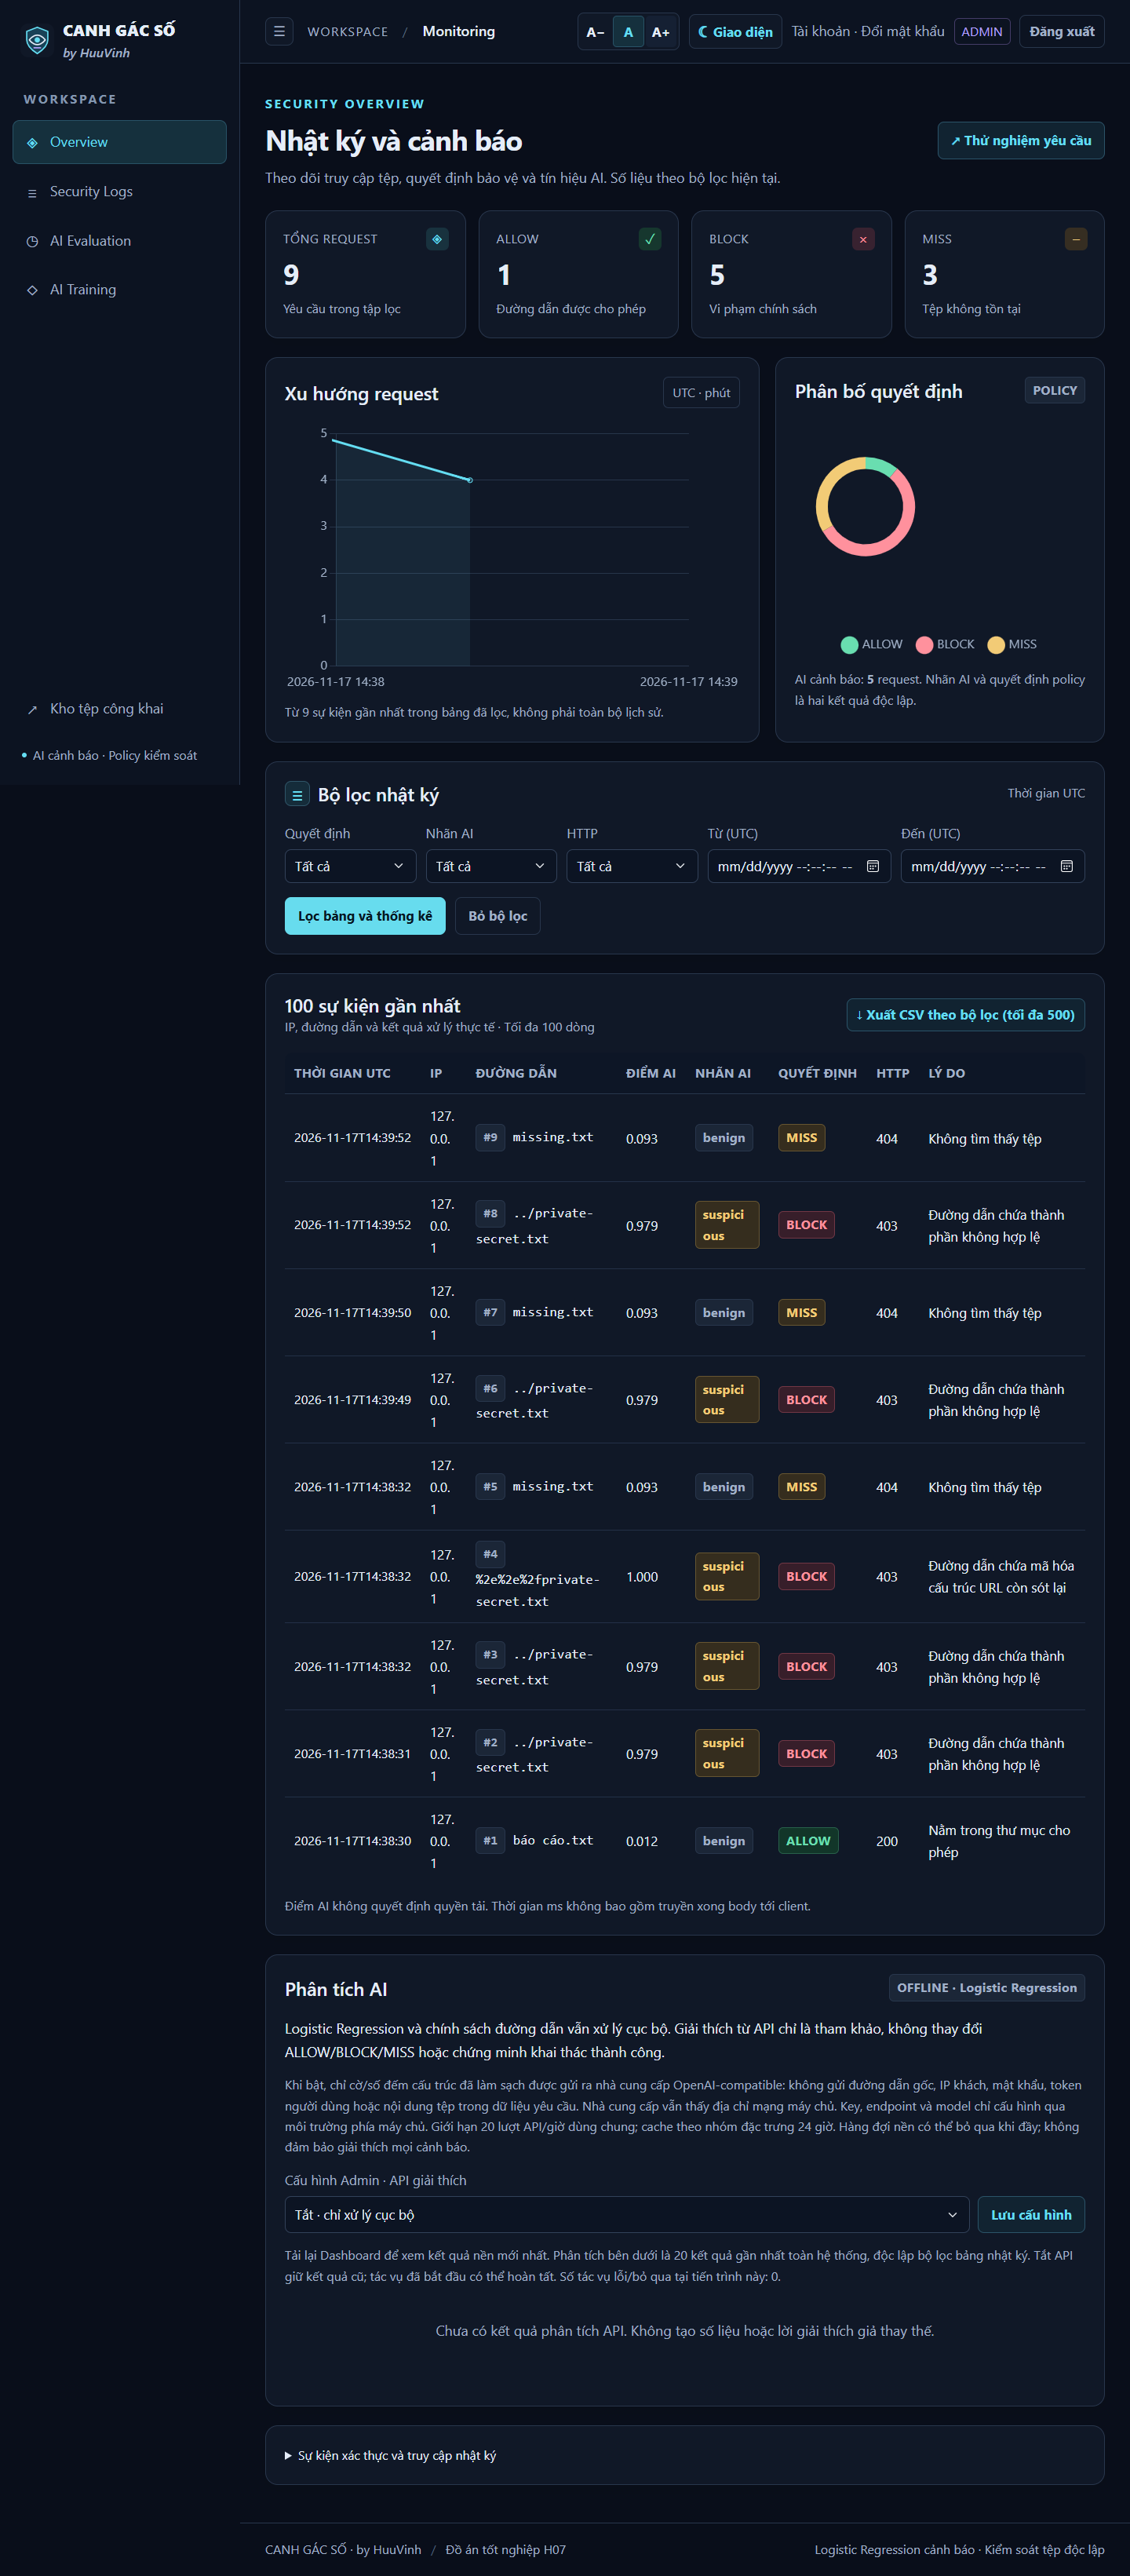 CANH GÁC SỐ
by HuuVinh
WORKSPACE
Overview
Security Logs
AI Evaluation
AI Training
Kho tệp công khai
AI cảnh báo · Policy kiểm soát
WORKSPACE / Monitoring
A− A A+ Giao diện Tài khoản · Đổi mật khẩu ADMIN Đăng xuất
SECURITY OVERVIEW
Nhật ký và cảnh báo
↗ Thử nghiệm yêu cầu
Theo dõi truy cập tệp, quyết định bảo vệ và tín hiệu AI. Số liệu theo bộ lọc hiện tại.
TỔNG REQUEST
9
Yêu cầu trong tập lọc
ALLOW
1
Đường dẫn được cho phép
BLOCK
5
Vi phạm chính sách
MISS
3
Tệp không tồn tại
Xu hướng request
UTC · phút
5
4
3
2
1
0
2026-11-17 14:38 2026-11-17 14:39
Từ 9 sự kiện gần nhất trong bảng đã lọc, không phải toàn bộ lịch sử.
Phân bố quyết định
POLICY
ALLOW BLOCK MISS
AI cảnh báo: 5 request. Nhãn AI và quyết định policy
là hai kết quả độc lập.
Bộ lọc nhật ký
Thời gian UTC
Quyết định Nhãn AI HTTP Từ (UTC) Đến (UTC)
Tất cả Tất cả Tất cả mm/dd/yyyy --:--:-- -- mm/dd/yyyy --:--:-- --
Lọc bảng và thống kê Bỏ bộ lọc
100 sự kiện gần nhất
IP, đường dẫn và kết quả xử lý thực tế · Tối đa 100 dòng
↓ Xuất CSV theo bộ lọc (tối đa 500)
THỜI GIAN UTC IP ĐƯỜNG DẪN ĐIỂM AI NHÃN AI QUYẾT ĐỊNH HTTP LÝ DO
2026-11-17T14:39:52 127.0.0.1 #9 missing.txt 0.093 benign MISS 404 Không tìm thấy tệp
2026-11-17T14:39:52 127.0.0.1 #8 ../private-secret.txt 0.979 suspicious BLOCK 403 Đường dẫn chứa thành phần không hợp lệ
2026-11-17T14:39:50 127.0.0.1 #7 missing.txt 0.093 benign MISS 404 Không tìm thấy tệp
2026-11-17T14:39:49 127.0.0.1 #6 ../private-secret.txt 0.979 suspicious BLOCK 403 Đường dẫn chứa thành phần không hợp lệ
2026-11-17T14:38:32 127.0.0.1 #5 missing.txt 0.093 benign MISS 404 Không tìm thấy tệp
2026-11-17T14:38:32 127.0.0.1 #4 %2e%2e%2fprivate-secret.txt 1.000 suspicious BLOCK 403 Đường dẫn chứa mã hóa cấu trúc URL còn sót lại
2026-11-17T14:38:32 127.0.0.1 #3 ../private-secret.txt 0.979 suspicious BLOCK 403 Đường dẫn chứa thành phần không hợp lệ
2026-11-17T14:38:31 127.0.0.1 #2 ../private-secret.txt 0.979 suspicious BLOCK 403 Đường dẫn chứa thành phần không hợp lệ
2026-11-17T14:38:30 127.0.0.1 #1 báo cáo.txt 0.012 benign ALLOW 200 Nằm trong thư mục cho phép
Điểm AI không quyết định quyền tải. Thời gian ms không bao gồm truyền xong body tới client.
Phân tích AI
OFFLINE · Logistic Regression
Logistic Regression và chính sách đường dẫn vẫn xử lý cục bộ. Giải thích từ API chỉ là tham khảo, không thay đổi
ALLOW/BLOCK/MISS hoặc chứng minh khai thác thành công.
Khi bật, chỉ cờ/số đếm cấu trúc đã làm sạch được gửi ra nhà cung cấp OpenAI-compatible: không gửi đường dẫn gốc, IP khách, mật khẩu, token
người dùng hoặc nội dung tệp trong dữ liệu yêu cầu. Nhà cung cấp vẫn thấy địa chỉ mạng máy chủ. Key, endpoint và model chỉ cấu hình qua
môi trường phía máy chủ. Giới hạn 20 lượt API/giờ dùng chung; cache theo nhóm đặc trưng 24 giờ. Hàng đợi nền có thể bỏ qua khi đầy; không
đảm bảo giải thích mọi cảnh báo.
Cấu hình Admin · API giải thích
Tắt · chỉ xử lý cục bộ
Lưu cấu hình
Tải lại Dashboard để xem kết quả nền mới nhất. Phân tích bên dưới là 20 kết quả gần nhất toàn hệ thống, độc lập bộ lọc bảng nhật ký. Tắt API
giữ kết quả cũ; tác vụ đã bắt đầu có thể hoàn tất. Số tác vụ lỗi/bỏ qua tại tiến trình này: 0.
Chưa có kết quả phân tích API. Không tạo số liệu hoặc lời giải thích giả thay thế.
Sự kiện xác thực và truy cập nhật ký
CANH GÁC SỐ · by HuuVinh / Đồ án tốt nghiệp H07
Logistic Regression cảnh báo · Kiểm soát tệp độc lập